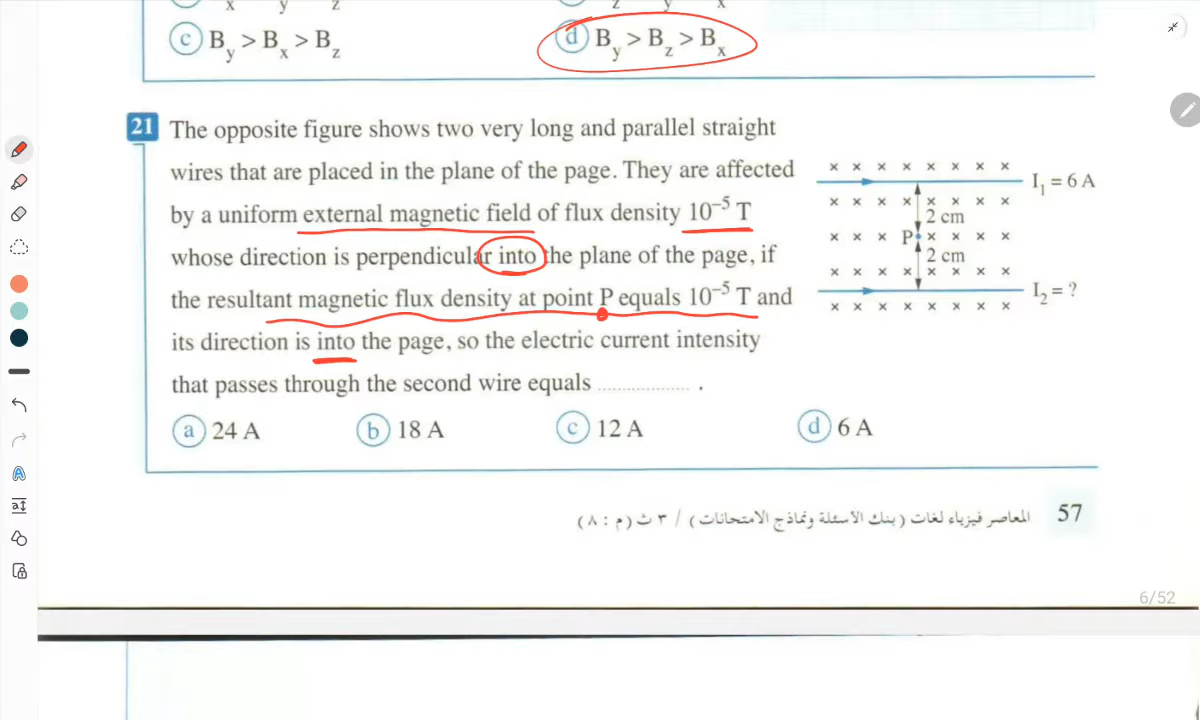 ⓒ B_y > B_x > B_z
ⓓ B_y > B_z > B_x
21 The opposite figure shows two very long and parallel straight
wires that are placed in the plane of the page. They are affected
by a uniform external magnetic field of flux density 10⁻⁵ T
whose direction is perpendicular into the plane of the page, if
the resultant magnetic flux density at point P equals 10⁻⁵ T and
its direction is into the page, so the electric current intensity
that passes through the second wire equals .................. .
I₁ = 6 A
2 cm
P
2 cm
I₂ = ?
ⓐ 24 A
ⓑ 18 A
ⓒ 12 A
ⓓ 6 A
المعاصر فيزياء لغات (بنك الأسئلة ونماذج الامتحانات) / ٣ ث (م : ٨) 57
6/52